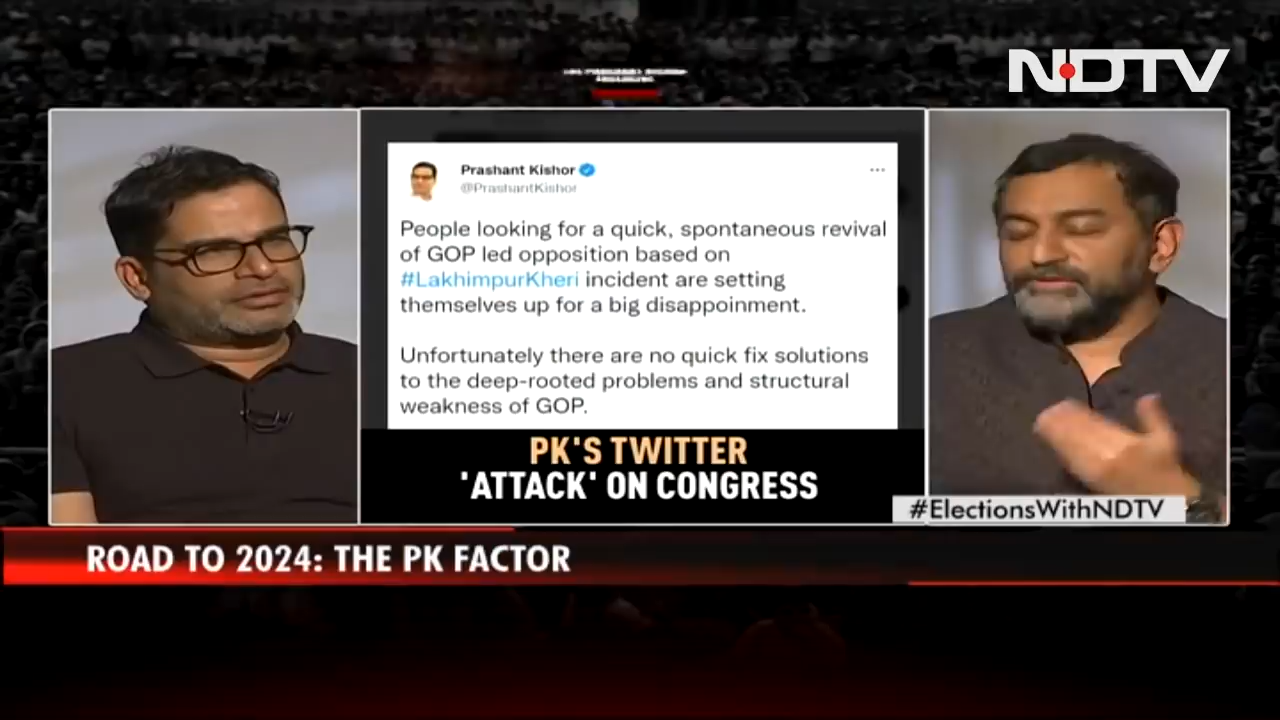 NDTV
Prashant Kishor
@PrashantKishor
People looking for a quick, spontaneous revival
of GOP led opposition based on
#LakhimpurKheri incident are setting
themselves up for a big disappoinment.
Unfortunately there are no quick fix solutions
to the deep-rooted problems and structural
weakness of GOP.
PK'S TWITTER
'ATTACK' ON CONGRESS
#ElectionsWithNDTV
ROAD TO 2024: THE PK FACTOR